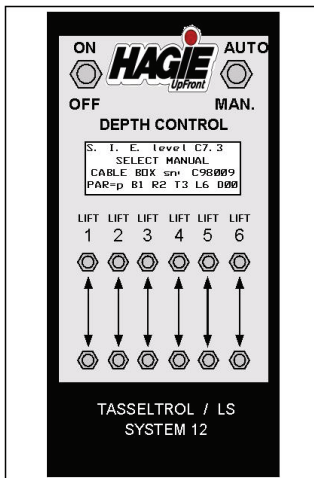 ON HAGIE AUTO
UpFront
OFF MAN.
DEPTH CONTROL
S. I. E. level C7.3
SELECT MANUAL
CABLE BOX sn: C98009
PAR=p B1 R2 T3 L6 D00
LIFT LIFT LIFT LIFT LIFT LIFT
1 2 3 4 5 6
TASSELTROL / LS
SYSTEM 12